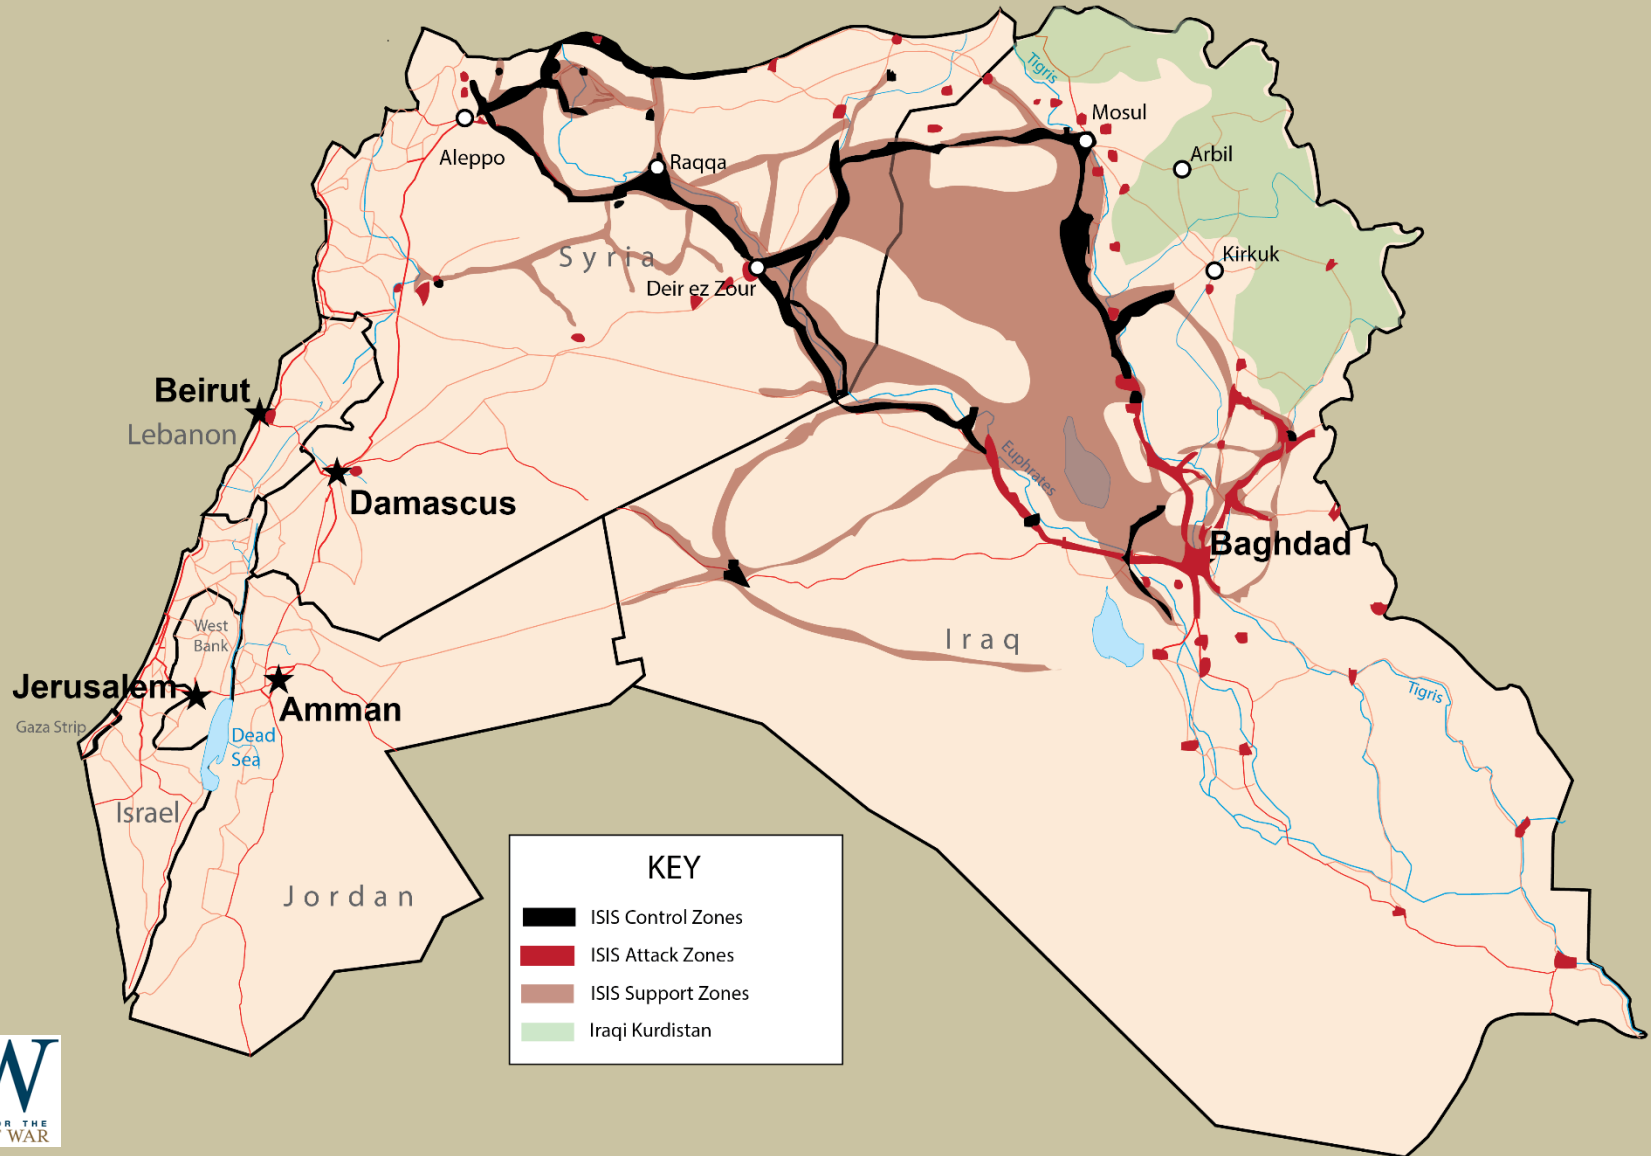 Tigris
Mosul
Aleppo
Raqqa
Arbil
Syria
Kirkuk
Deir ez Zour
Beirut
Lebanon
Euphrates
Damascus
Baghdad
West
Bank
Iraq
Jerusalem
Amman
Gaza Strip
Dead
Sea
Tigris
Israel
Jordan
KEY
ISIS Control Zones
ISIS Attack Zones
ISIS Support Zones
Iraqi Kurdistan
W
OR THE
WAR